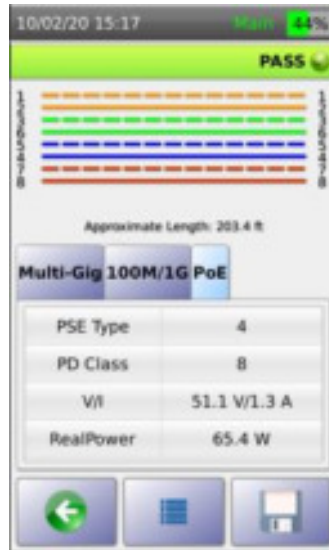 10/02/20 15:17 Main 44%
PASS
1 1
2 2
3 3
6 6
5 5
4 4
7 7
8 8
Approximate Length: 203.4 ft
Multi-Gig 100M/1G PoE
PSE Type 4
PD Class 8
V/I 51.1 V/1.3 A
RealPower 65.4 W